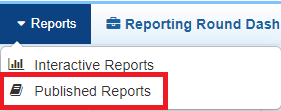 Reports Reporting Round Dash
Interactive Reports
Published Reports